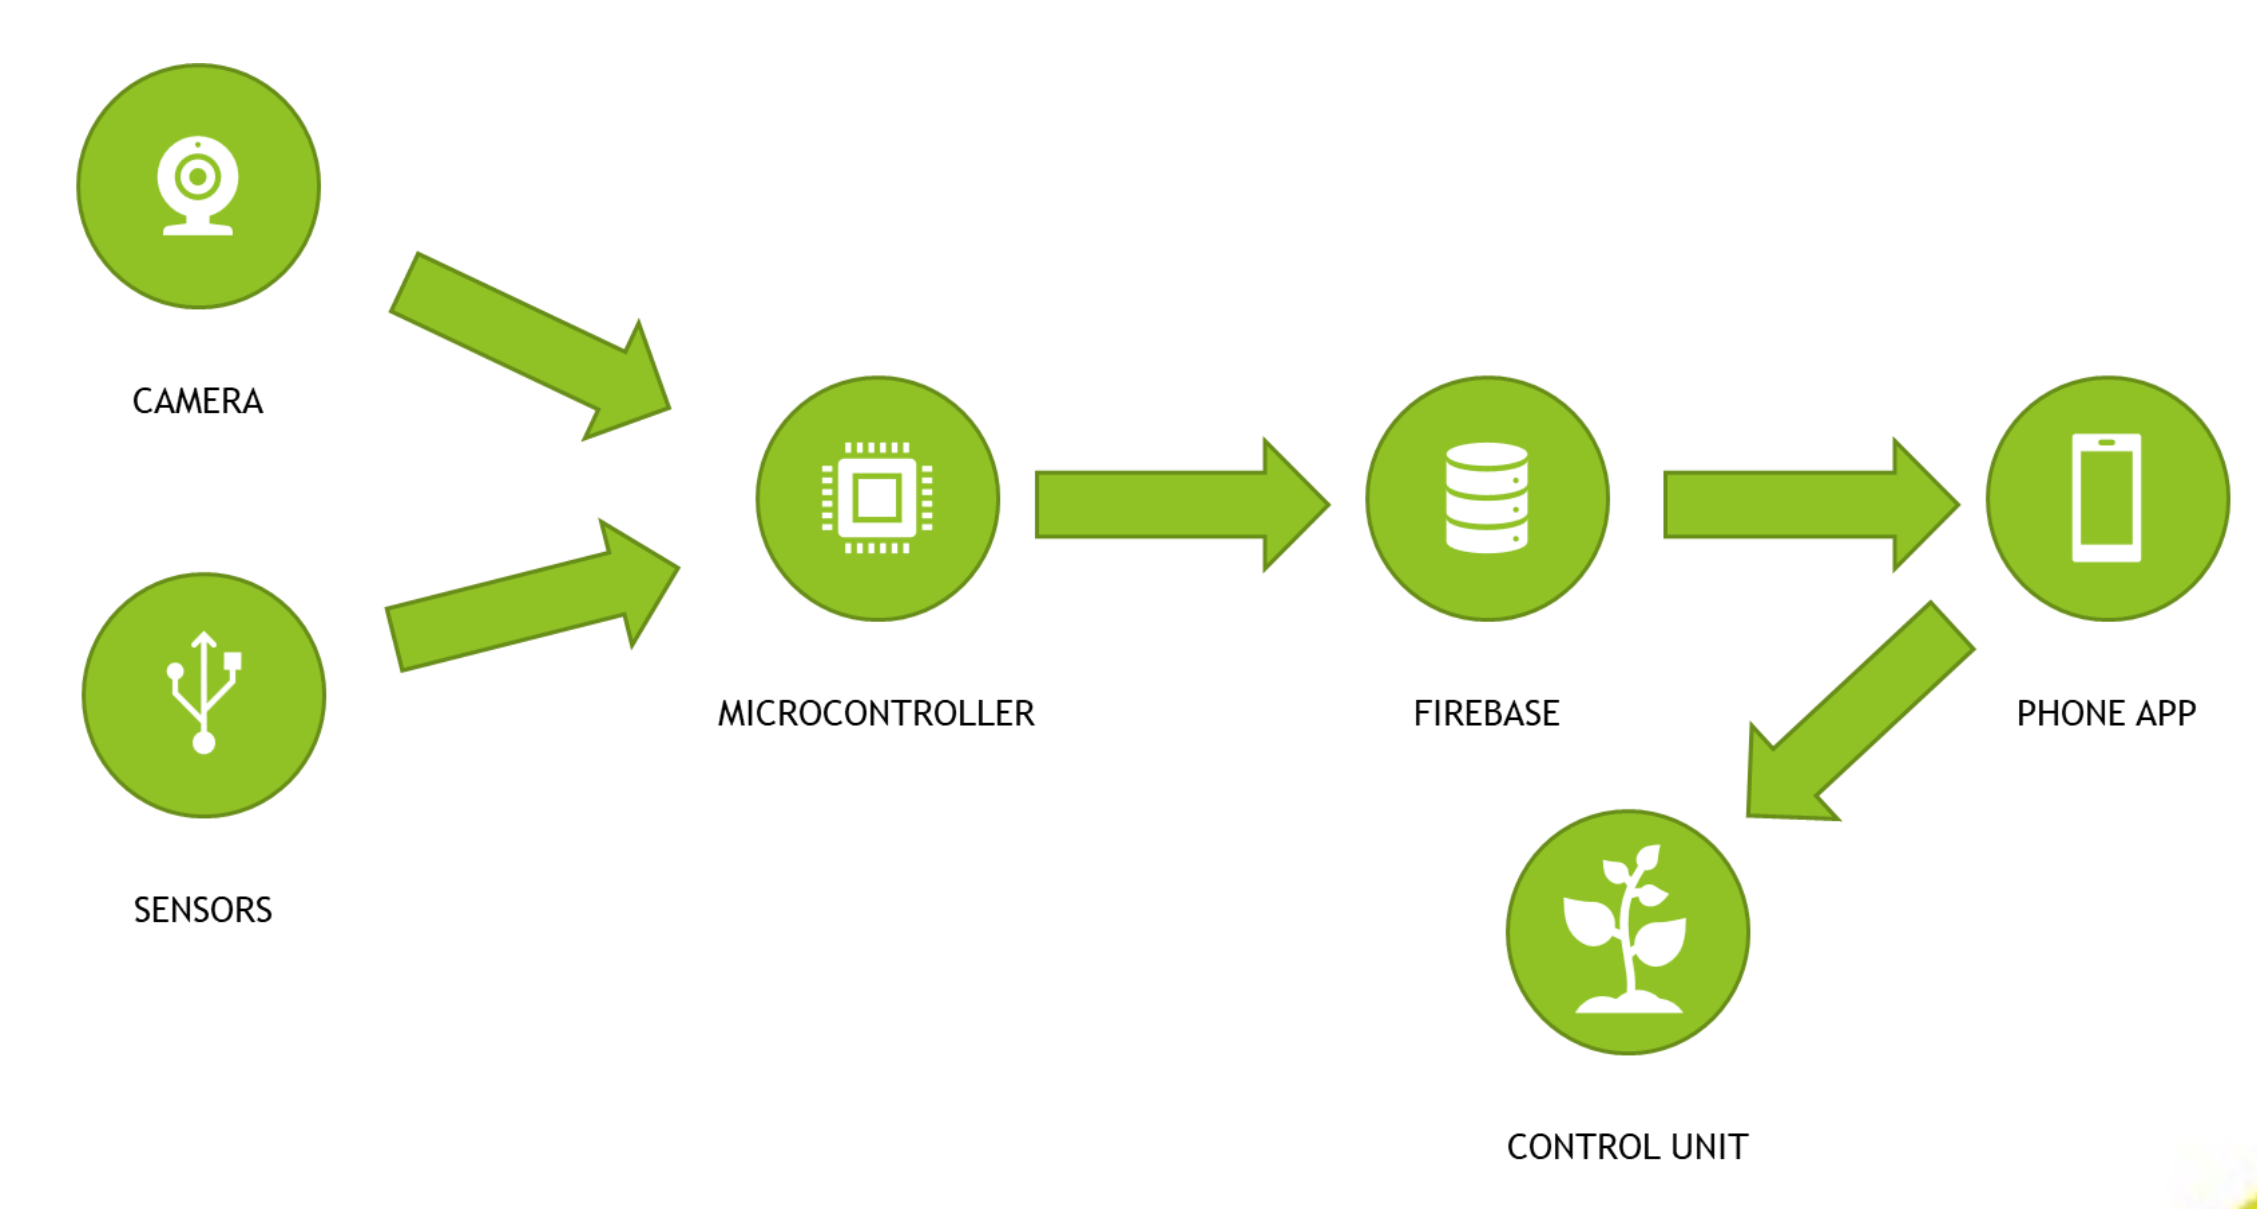 CAMERA
SENSORS
MICROCONTROLLER
FIREBASE
PHONE APP
CONTROL UNIT